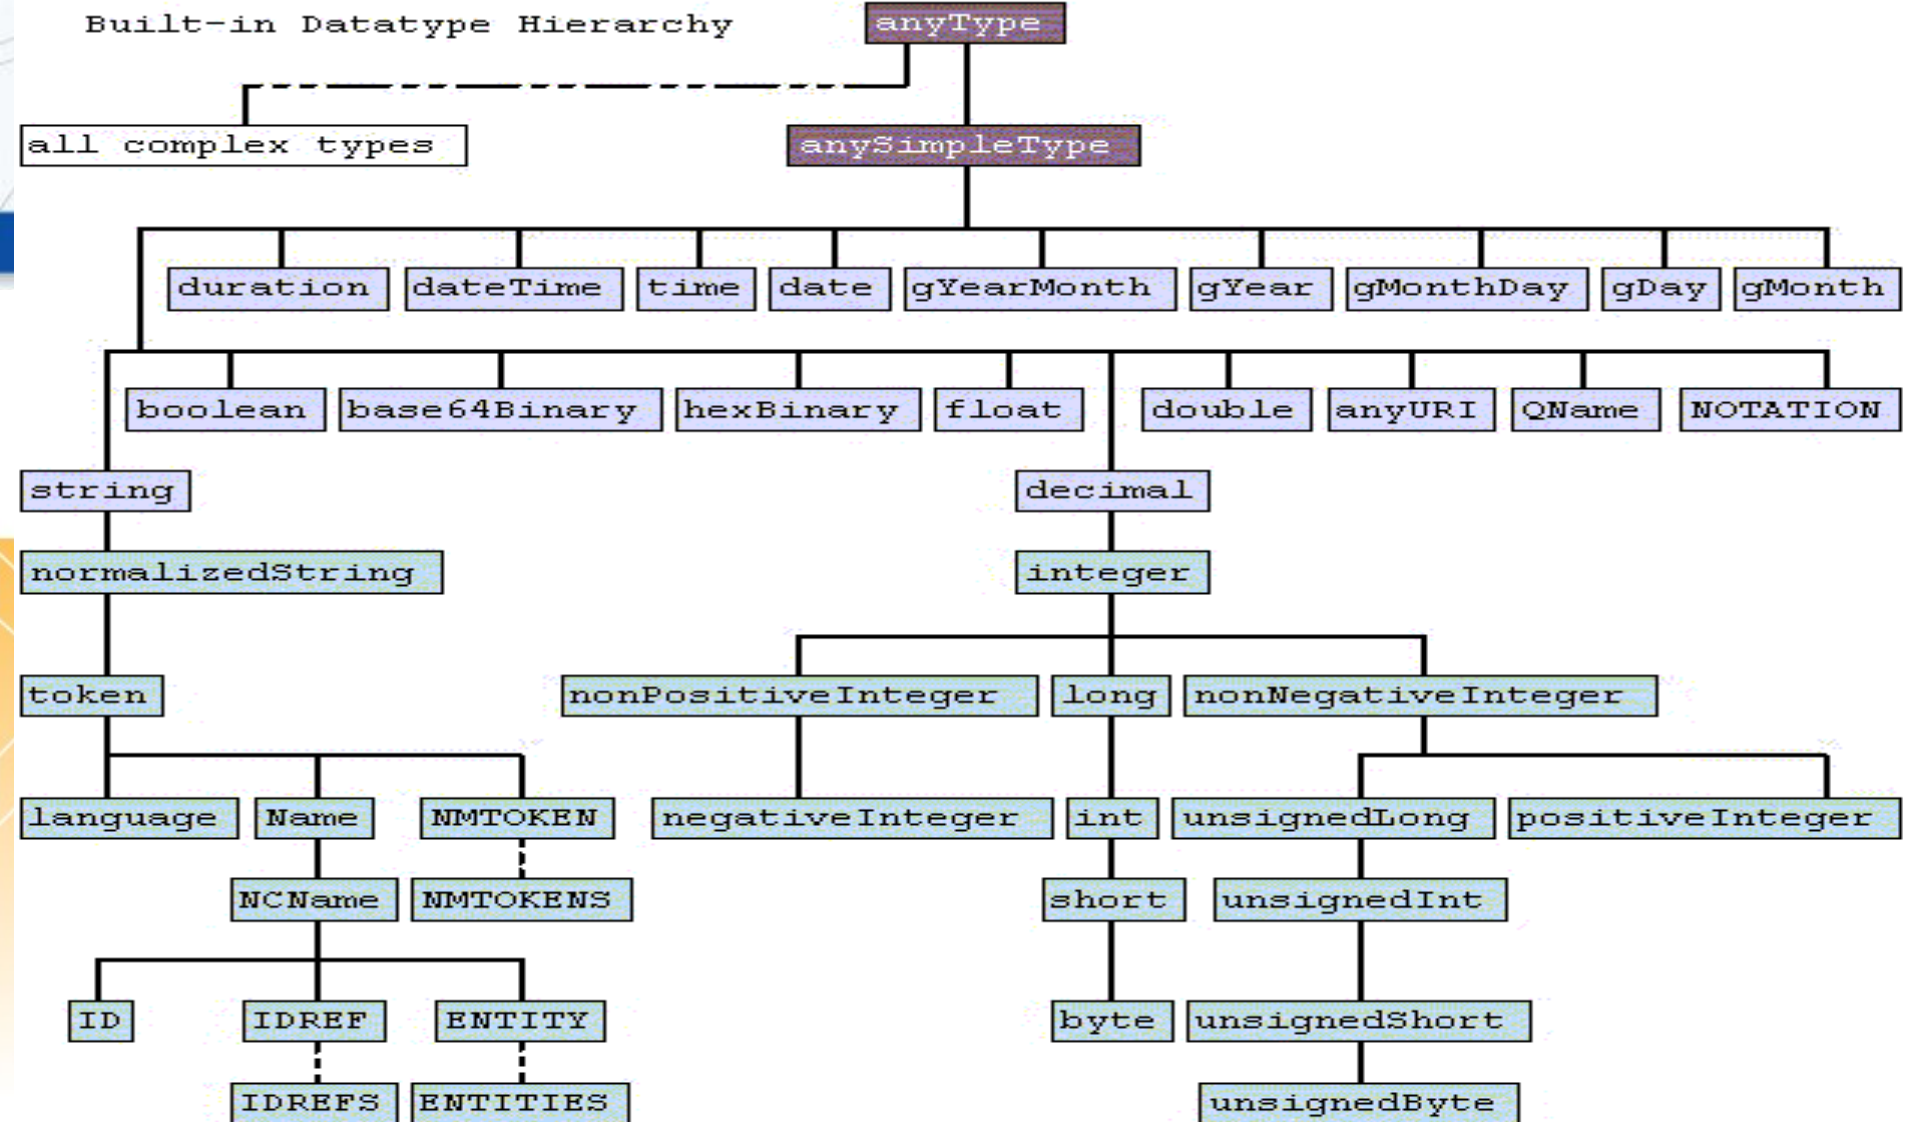 Built-in Datatype Hierarchy
anyType
all complex types
anySimpleType
duration
dateTime
time
date
gYearMonth
gYear
gMonthDay
gDay
gMonth
boolean
base64Binary
hexBinary
float
double
anyURI
QName
NOTATION
string
decimal
normalizedString
integer
token
nonPositiveInteger
long
nonNegativeInteger
language
Name
NMTOKEN
negativeInteger
int
unsignedLong
positiveInteger
NCName
NMTOKENS
short
unsignedInt
ID
IDREF
ENTITY
byte
unsignedShort
IDREFS
ENTITIES
unsignedByte